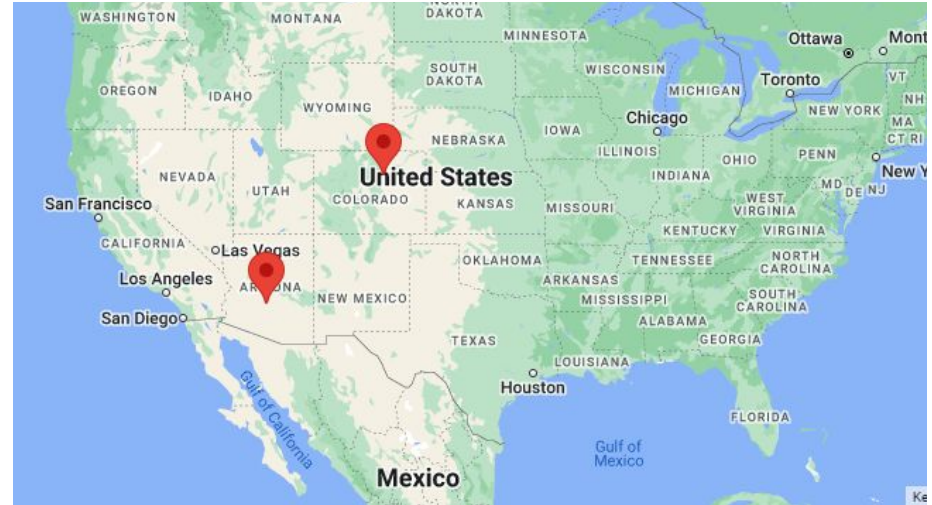 NORTH
DAKOTA
WASHINGTON
MONTANA
MINNESOTA
Ottawa
Mont
SOUTH
DAKOTA
WISCONSIN
OREGON
IDAHO
MICHIGAN
Toronto
VT
NH
WYOMING
NEW YORK
MA
Chicago
CT RI
NEBRASKA
IOWA
ILLINOIS
OHIO
PENN
NEVADA
UTAH
United States
INDIANA
New Y
MD
DE
NJ
COLORADO
KANSAS
MISSOURI
WEST
VIRGINIA
San Francisco
KENTUCKY
VIRGINIA
CALIFORNIA
Las Vegas
OKLAHOMA
TENNESSEE
NORTH
CAROLINA
Los Angeles
ARIZONA
NEW MEXICO
ARKANSAS
MISSISSIPPI
SOUTH
CAROLINA
San Diego
ALABAMA
GEORGIA
TEXAS
LOUISIANA
Houston
Gulf of California
FLORIDA
Gulf of
Mexico
Mexico
Ke